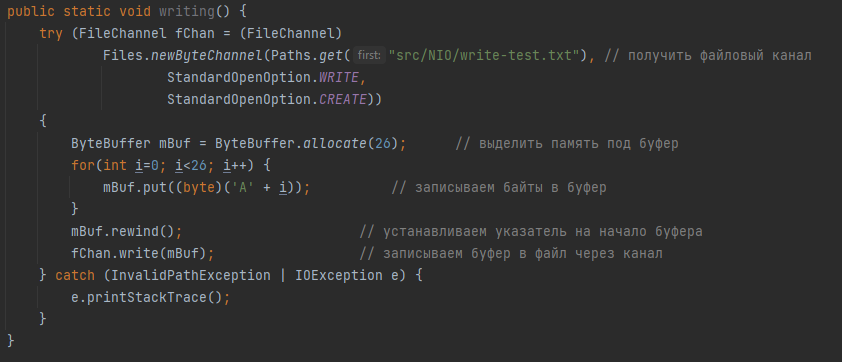 public static void writing() {
    try (FileChannel fChan = (FileChannel)
            Files.newByteChannel(Paths.get( first: "src/NIO/write-test.txt"), // получить файловый канал
                    StandardOpenOption.WRITE,
                    StandardOpenOption.CREATE))
    {
        ByteBuffer mBuf = ByteBuffer.allocate(26);      // выделить память под буфер
        for(int i=0; i<26; i++) {
            mBuf.put((byte)('A' + i));          // записываем байты в буфер
        }
        mBuf.rewind();                      // устанавливаем указатель на начало буфера
        fChan.write(mBuf);                  // записываем буфер в файл через канал
    } catch (InvalidPathException | IOException e) {
        e.printStackTrace();
    }
}